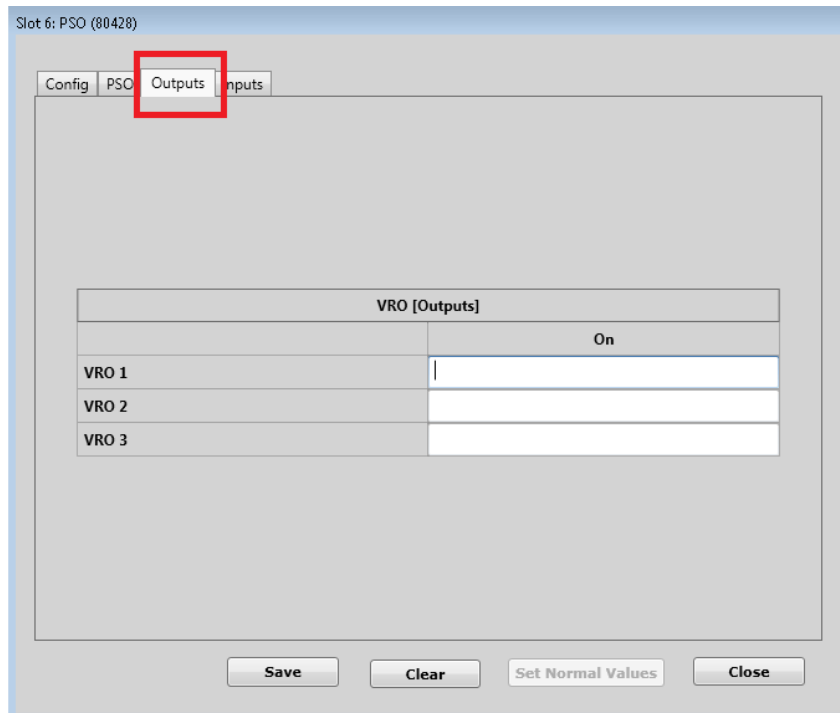 Slot 6: PSO (80428)
Config PSO Outputs nputs
VRO [Outputs]
On
VRO 1
VRO 2
VRO 3
Save Clear Set Normal Values Close